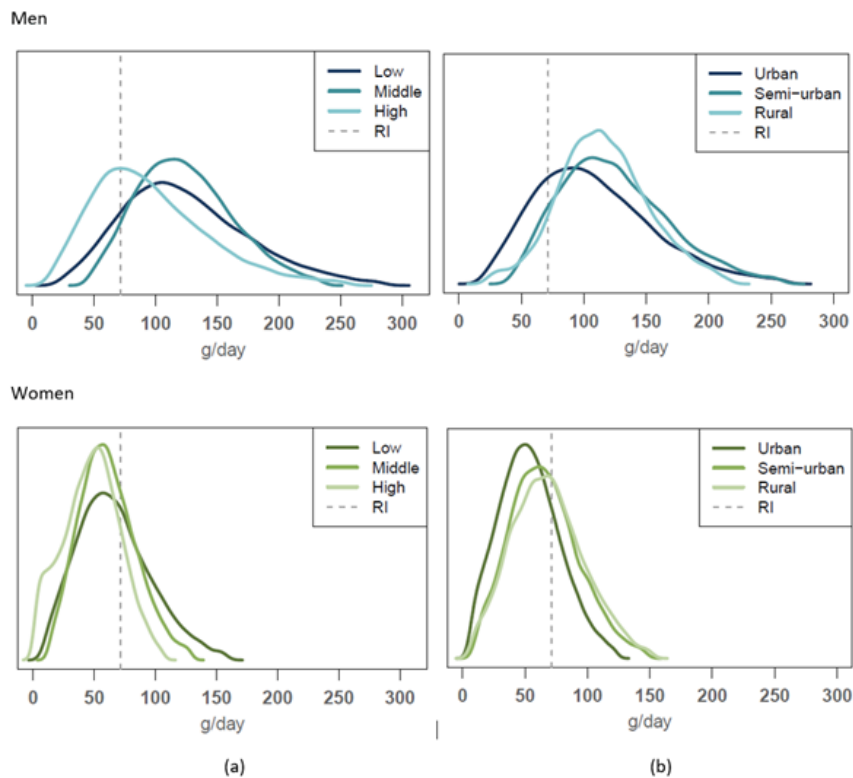 Men
Low
Middle
High
RI
0 50 100 150 200 250 300
g/day
Urban
Semi-urban
Rural
RI
0 50 100 150 200 250 300
g/day
Women
Low
Middle
High
RI
0 50 100 150 200 250 300
g/day
(a)
Urban
Semi-urban
Rural
RI
0 50 100 150 200 250 300
g/day
(b)